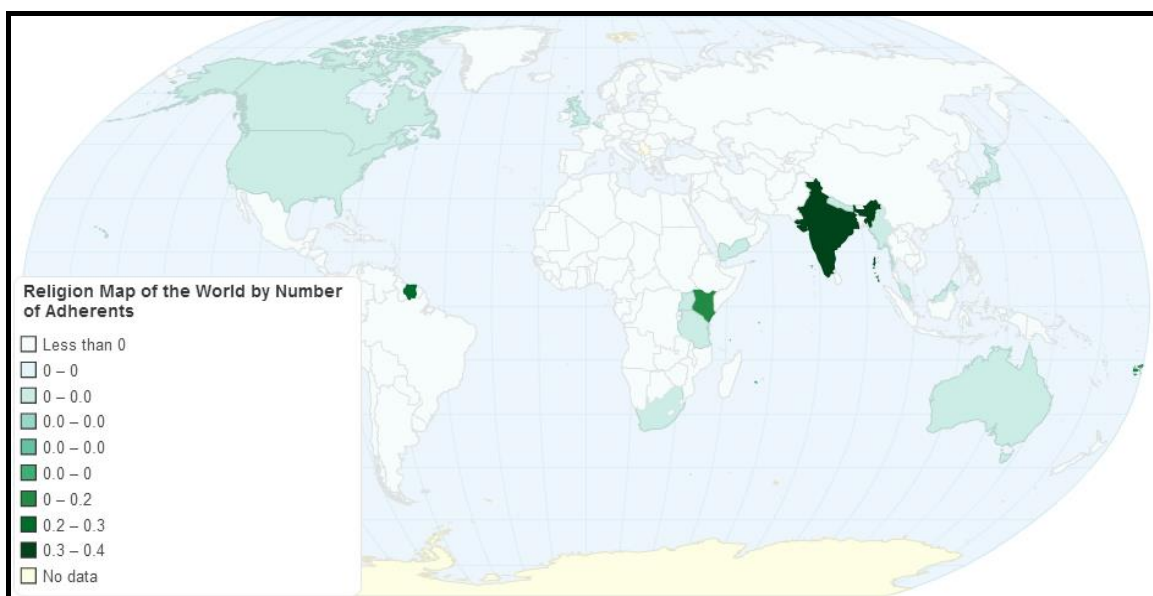 Religion Map of the World by Number
of Adherents
Less than 0
0 – 0
0 – 0.0
0.0 – 0.0
0.0 – 0.0
0.0 – 0
0 – 0.2
0.2 – 0.3
0.3 – 0.4
No data